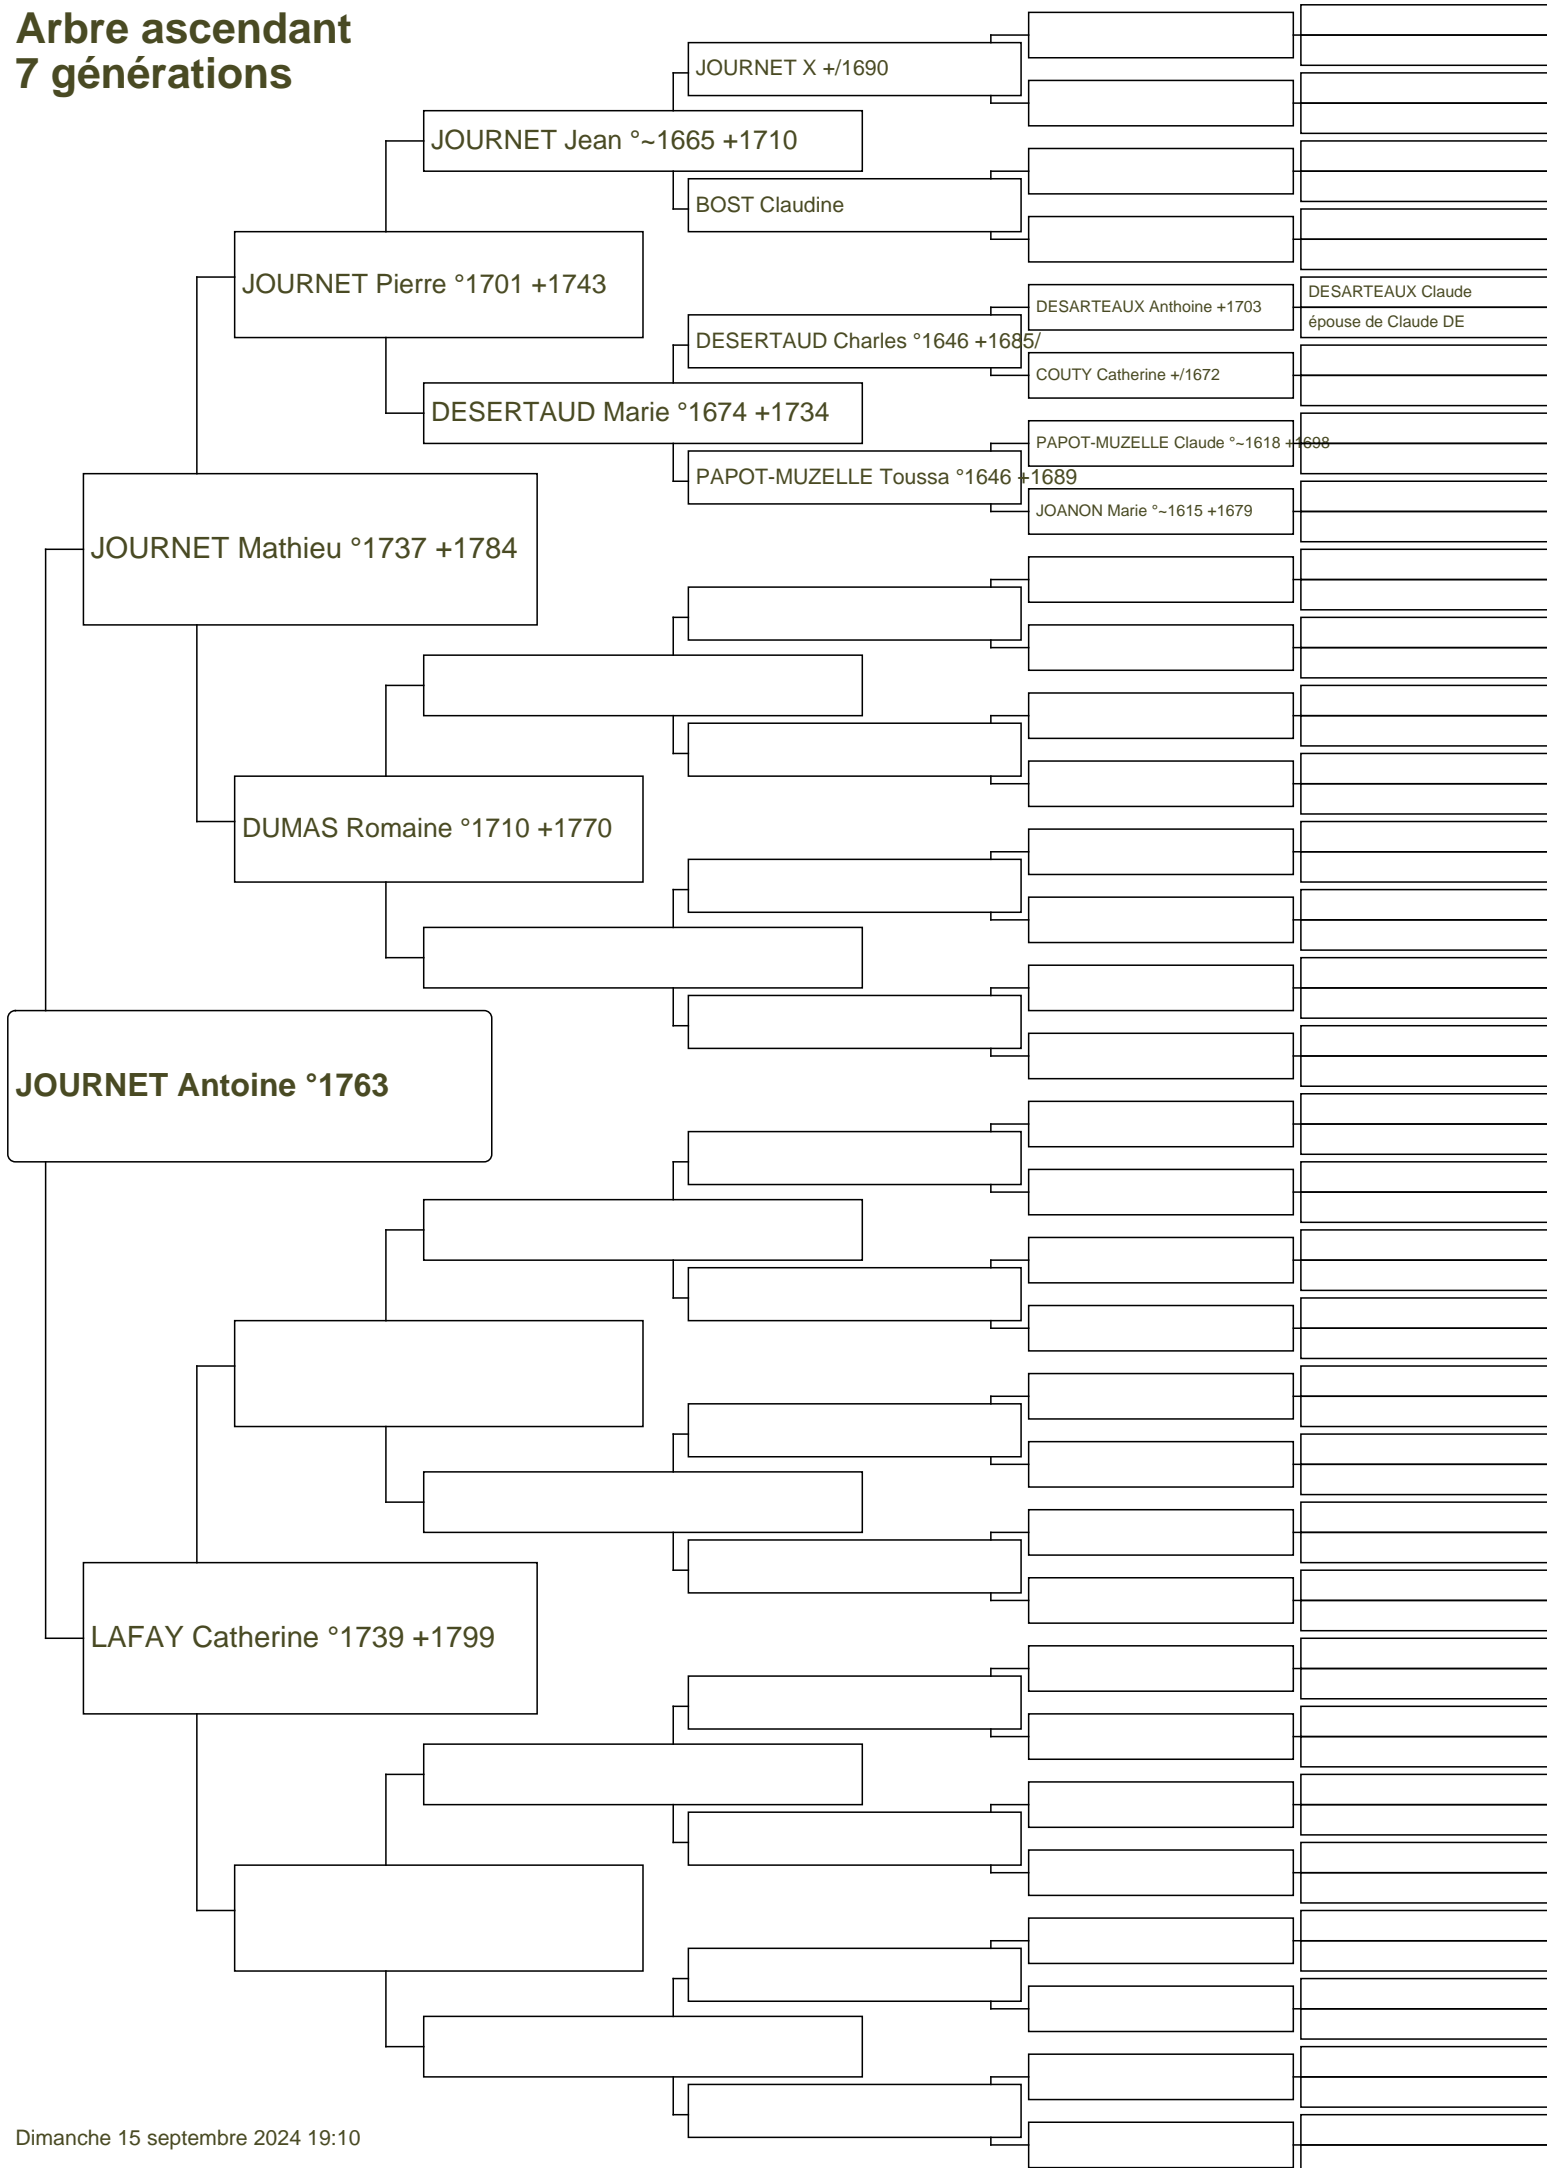 Arbre ascendant
7 générations
JOURNET X +/1690
JOURNET Jean °~1665 +1710
BOST Claudine
JOURNET Pierre °1701 +1743
DESARTEAUX Claude
DESARTEAUX Anthoine +1703
épouse de Claude DE
DESERTAUD Charles °1646 +1685/
COUTY Catherine +/1672
DESERTAUD Marie °1674 +1734
PAPOT-MUZELLE Claude °~1618 +1698
PAPOT-MUZELLE Toussa °1646 +1689
JOANON Marie °~1615 +1679
JOURNET Mathieu °1737 +1784
DUMAS Romaine °1710 +1770
JOURNET Antoine °1763
LAFAY Catherine °1739 +1799
Dimanche 15 septembre 2024 19:10